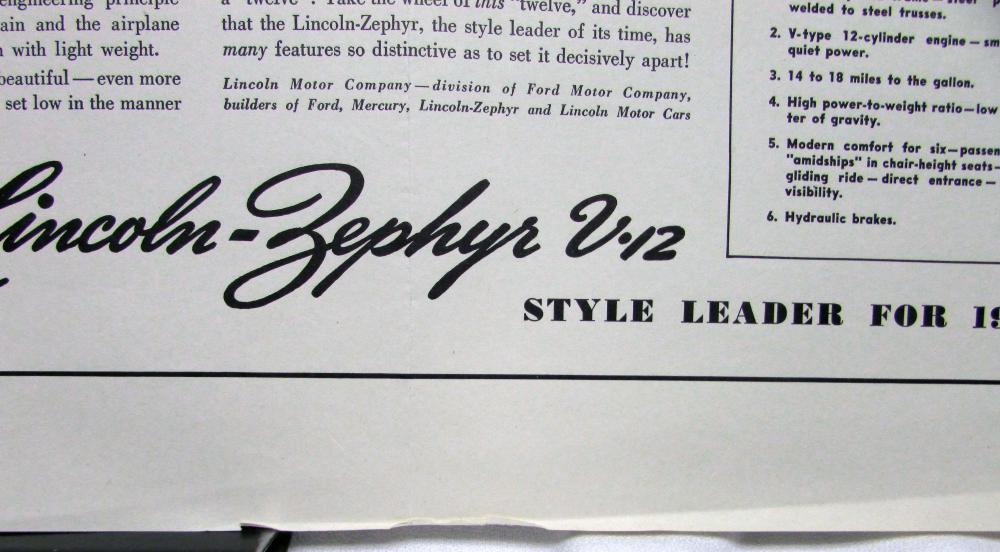 principle
ain and the airplane
with light weight.
beautiful—even more
set low in the manner
"twelve". Take the wheel of this "twelve," and discover
that the Lincoln-Zephyr, the style leader of its time, has
many features so distinctive as to set it decisively apart!
Lincoln Motor Company—division of Ford Motor Company,
builders of Ford, Mercury, Lincoln-Zephyr and Lincoln Motor Cars
welded to steel trusses.
2. V-type 12-cylinder engine—sm
quiet power.
3. 14 to 18 miles to the gallon.
4. High power-to-weight ratio—low
ter of gravity.
5. Modern comfort for six—passen
"amidships" in chair-height seats—
gliding ride—direct entrance—
visibility.
6. Hydraulic brakes.
Lincoln-Zephyr V·12
STYLE LEADER FOR 19